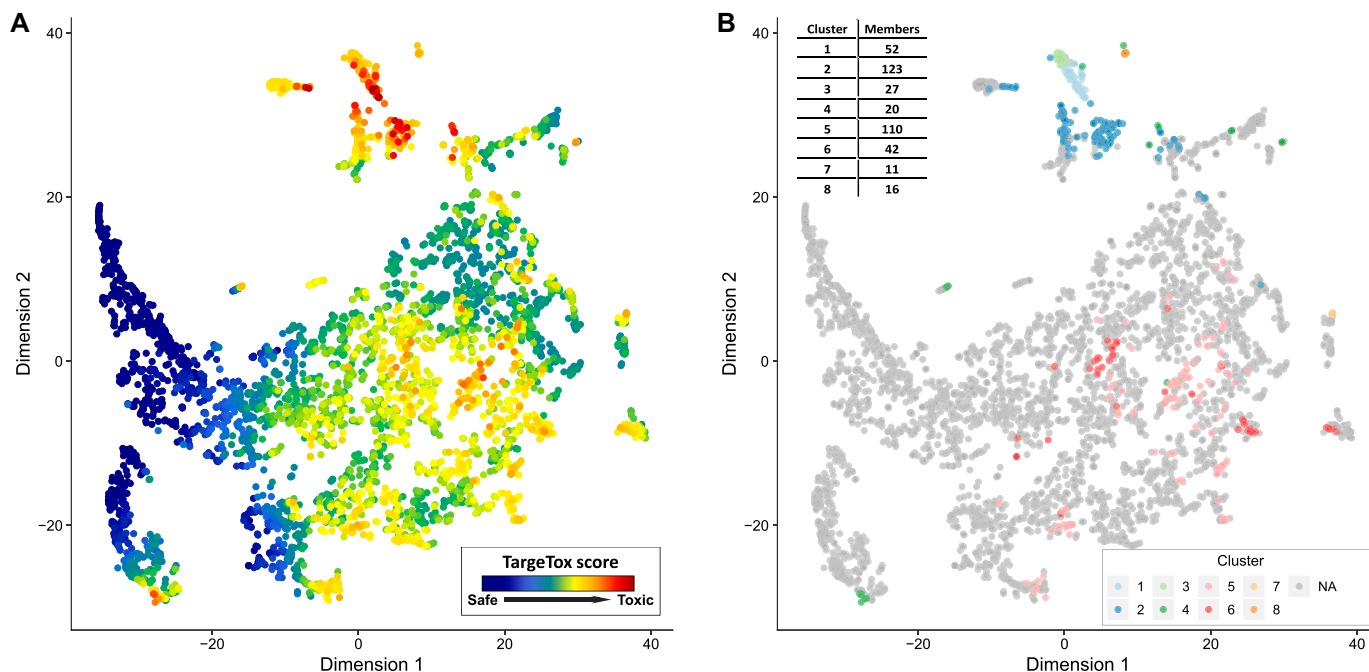 A
40
20
0
−20
Dimension 2
−20
0
20
40
Dimension 1
TargeTox score
Safe Toxic
B
Cluster Members
1 52
2 123
3 27
4 20
5 110
6 42
7 11
8 16
40
20
0
−20
Dimension 2
−20
0
20
40
Dimension 1
Cluster
1 3 5 7 NA
2 4 6 8